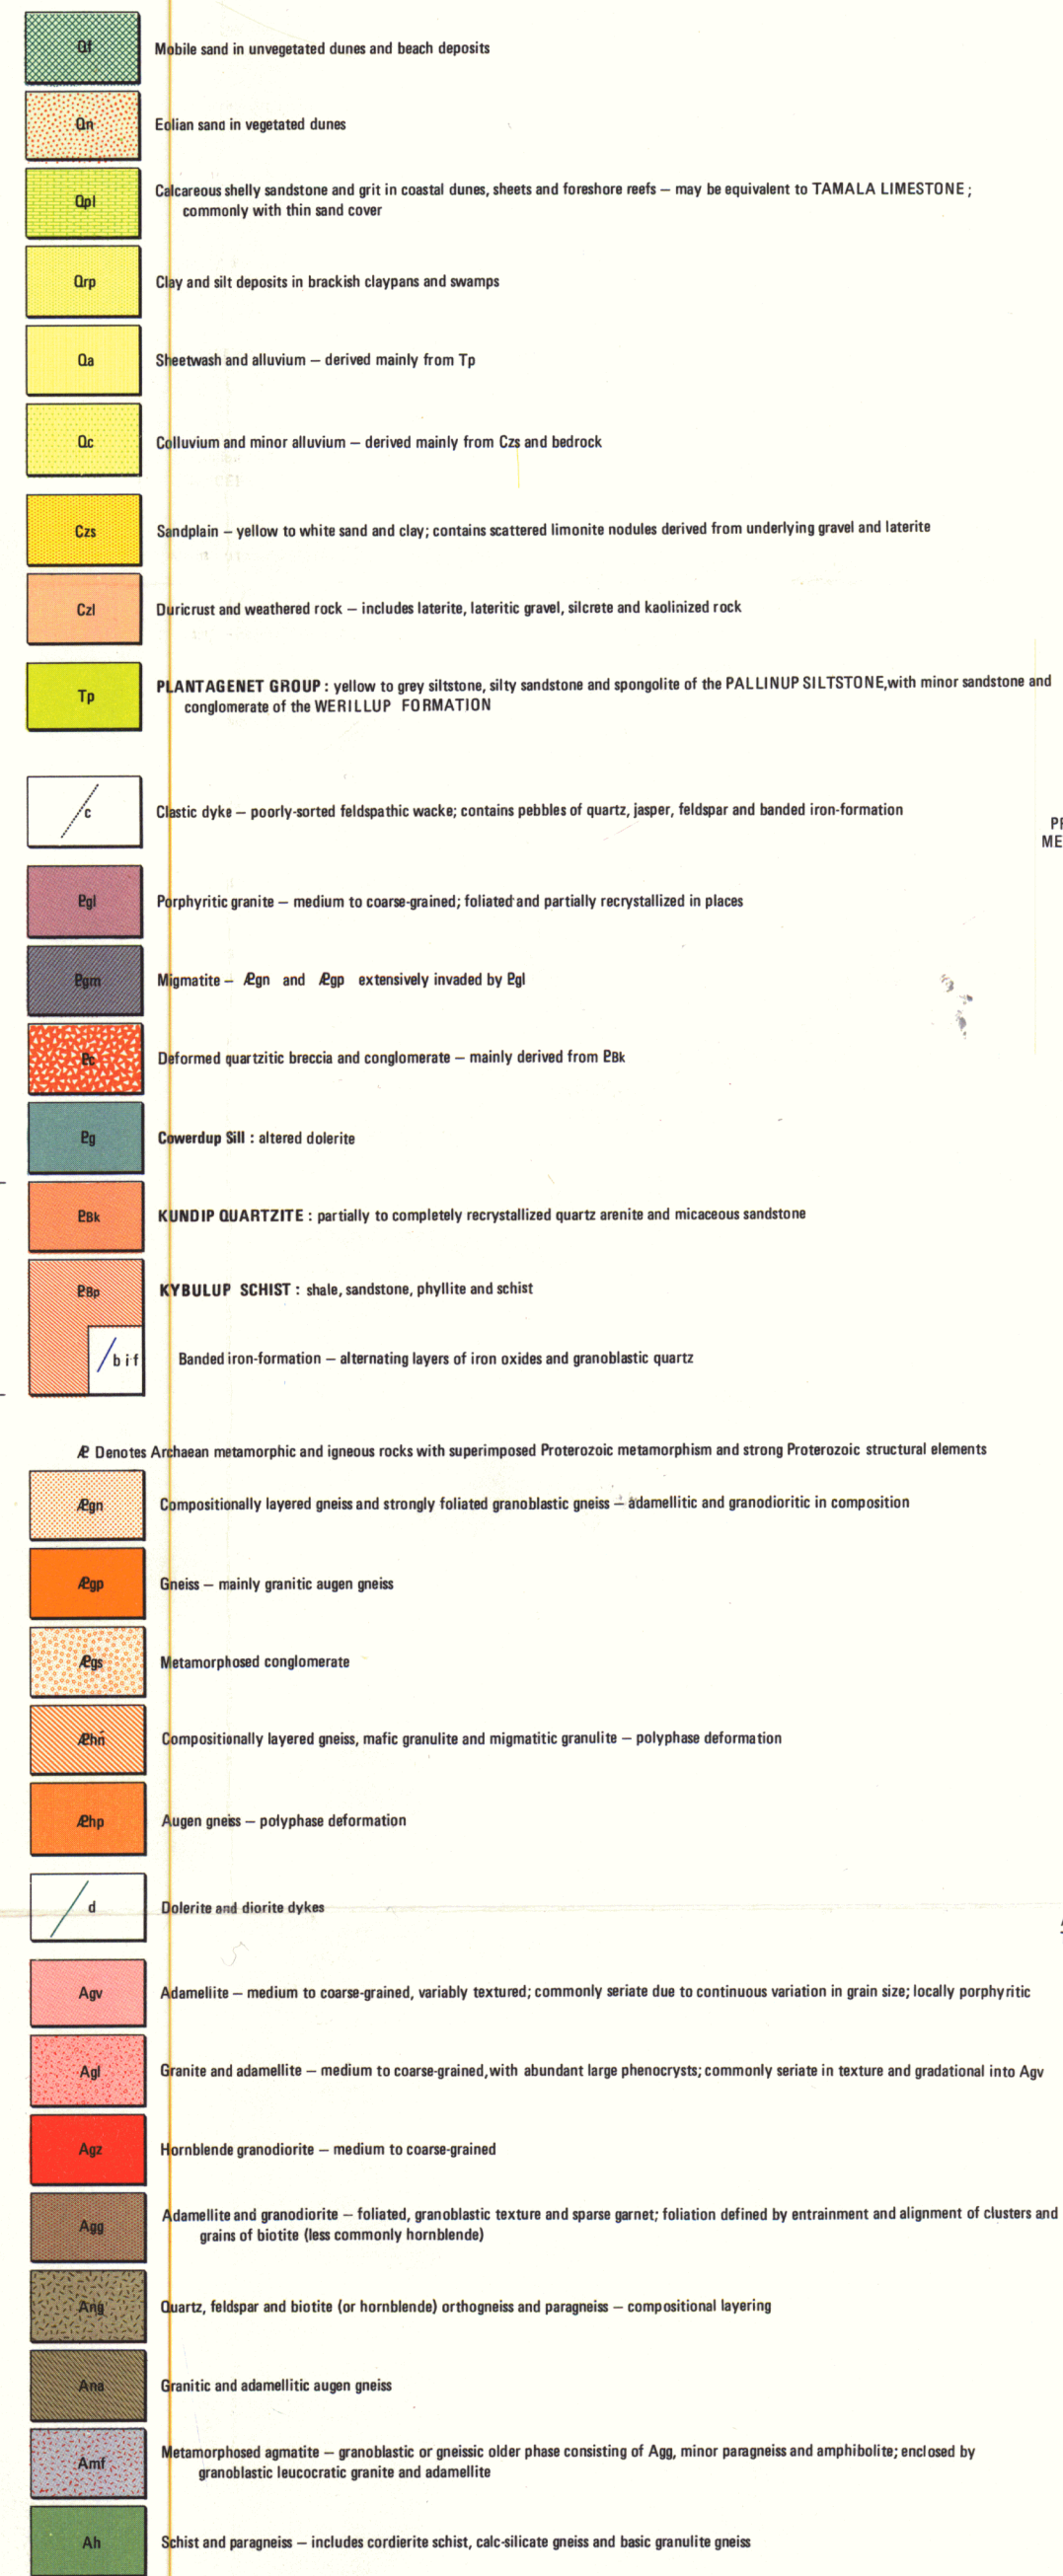 Qf Mobile sand in unvegetated dunes and beach deposits
Qn Eolian sand in vegetated dunes
Qpl Calcareous shelly sandstone and grit in coastal dunes, sheets and foreshore reefs — may be equivalent to TAMALA LIMESTONE;
commonly with thin sand cover
Qrp Clay and silt deposits in brackish claypans and swamps
Qa Sheetwash and alluvium — derived mainly from Tp
Qc Colluvium and minor alluvium — derived mainly from Czs and bedrock
Czs Sandplain — yellow to white sand and clay; contains scattered limonite nodules derived from underlying gravel and laterite
Czl Duricrust and weathered rock — includes laterite, lateritic gravel, silcrete and kaolinized rock
Tp PLANTAGENET GROUP : yellow to grey siltstone, silty sandstone and spongolite of the PALLINUP SILTSTONE, with minor sandstone and
conglomerate of the WERILLUP FORMATION
c Clastic dyke — poorly-sorted feldspathic wacke; contains pebbles of quartz, jasper, feldspar and banded iron-formation
PR
ME
Pgl Porphyritic granite — medium to coarse-grained; foliated and partially recrystallized in places
Pgm Migmatite — ÆPgn and ÆPgp extensively invaded by Pgl
Pc Deformed quartzitic breccia and conglomerate — mainly derived from PBk
Pg Cowerdup Sill : altered dolerite
PBk KUNDIP QUARTZITE : partially to completely recrystallized quartz arenite and micaceous sandstone
PBp KYBULUP SCHIST : shale, sandstone, phyllite and schist
bif Banded iron-formation — alternating layers of iron oxides and granoblastic quartz
ÆP Denotes Archaean metamorphic and igneous rocks with superimposed Proterozoic metamorphism and strong Proterozoic structural elements
ÆPgn Compositionally layered gneiss and strongly foliated granoblastic gneiss — adamellitic and granodioritic in composition
ÆPgp Gneiss — mainly granitic augen gneiss
ÆPgs Metamorphosed conglomerate
ÆPhn Compositionally layered gneiss, mafic granulite and migmatitic granulite — polyphase deformation
ÆPhp Augen gneiss — polyphase deformation
d Dolerite and diorite dykes
Agv Adamellite — medium to coarse-grained, variably textured; commonly seriate due to continuous variation in grain size; locally porphyritic
Agl Granite and adamellite — medium to coarse-grained, with abundant large phenocrysts; commonly seriate in texture and gradational into Agv
Agz Hornblende granodiorite — medium to coarse-grained
Agg Adamellite and granodiorite — foliated, granoblastic texture and sparse garnet; foliation defined by entrainment and alignment of clusters and
grains of biotite (less commonly hornblende)
Ang Quartz, feldspar and biotite (or hornblende) orthogneiss and paragneiss — compositional layering
Ana Granitic and adamellitic augen gneiss
Amf Metamorphosed agmatite — granoblastic or gneissic older phase consisting of Agg, minor paragneiss and amphibolite; enclosed by
granoblastic leucocratic granite and adamellite
Ah Schist and paragneiss — includes cordierite schist, calc-silicate gneiss and basic granulite gneiss